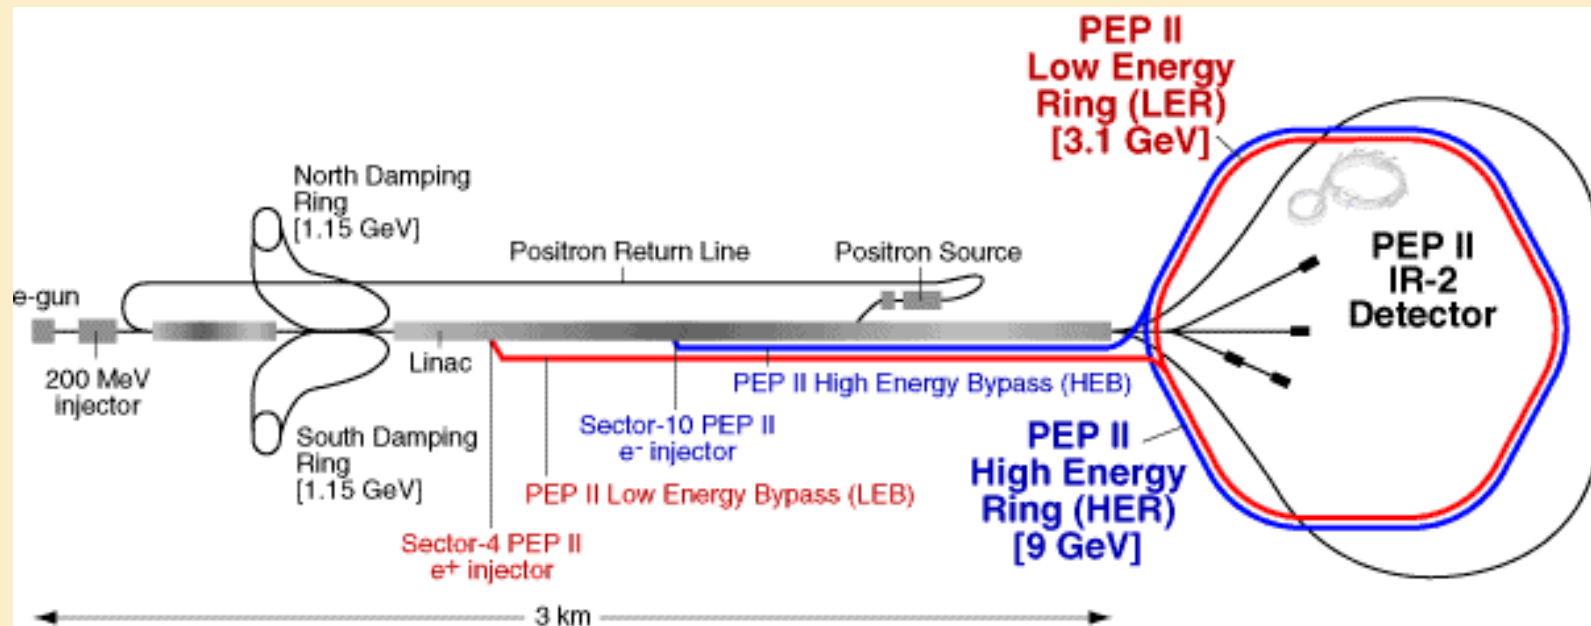 PEP II
Low Energy
Ring (LER)
[3.1 GeV]
North Damping
Ring
[1.15 GeV]
Positron Return Line
Positron Source
PEP II
IR-2
Detector
e-gun
200 MeV
injector
Linac
PEP II High Energy Bypass (HEB)
Sector-10 PEP II
e- injector
South Damping
Ring
[1.15 GeV]
PEP II Low Energy Bypass (LEB)
PEP II
High Energy
Ring (HER)
[9 GeV]
Sector-4 PEP II
e+ injector
3 km